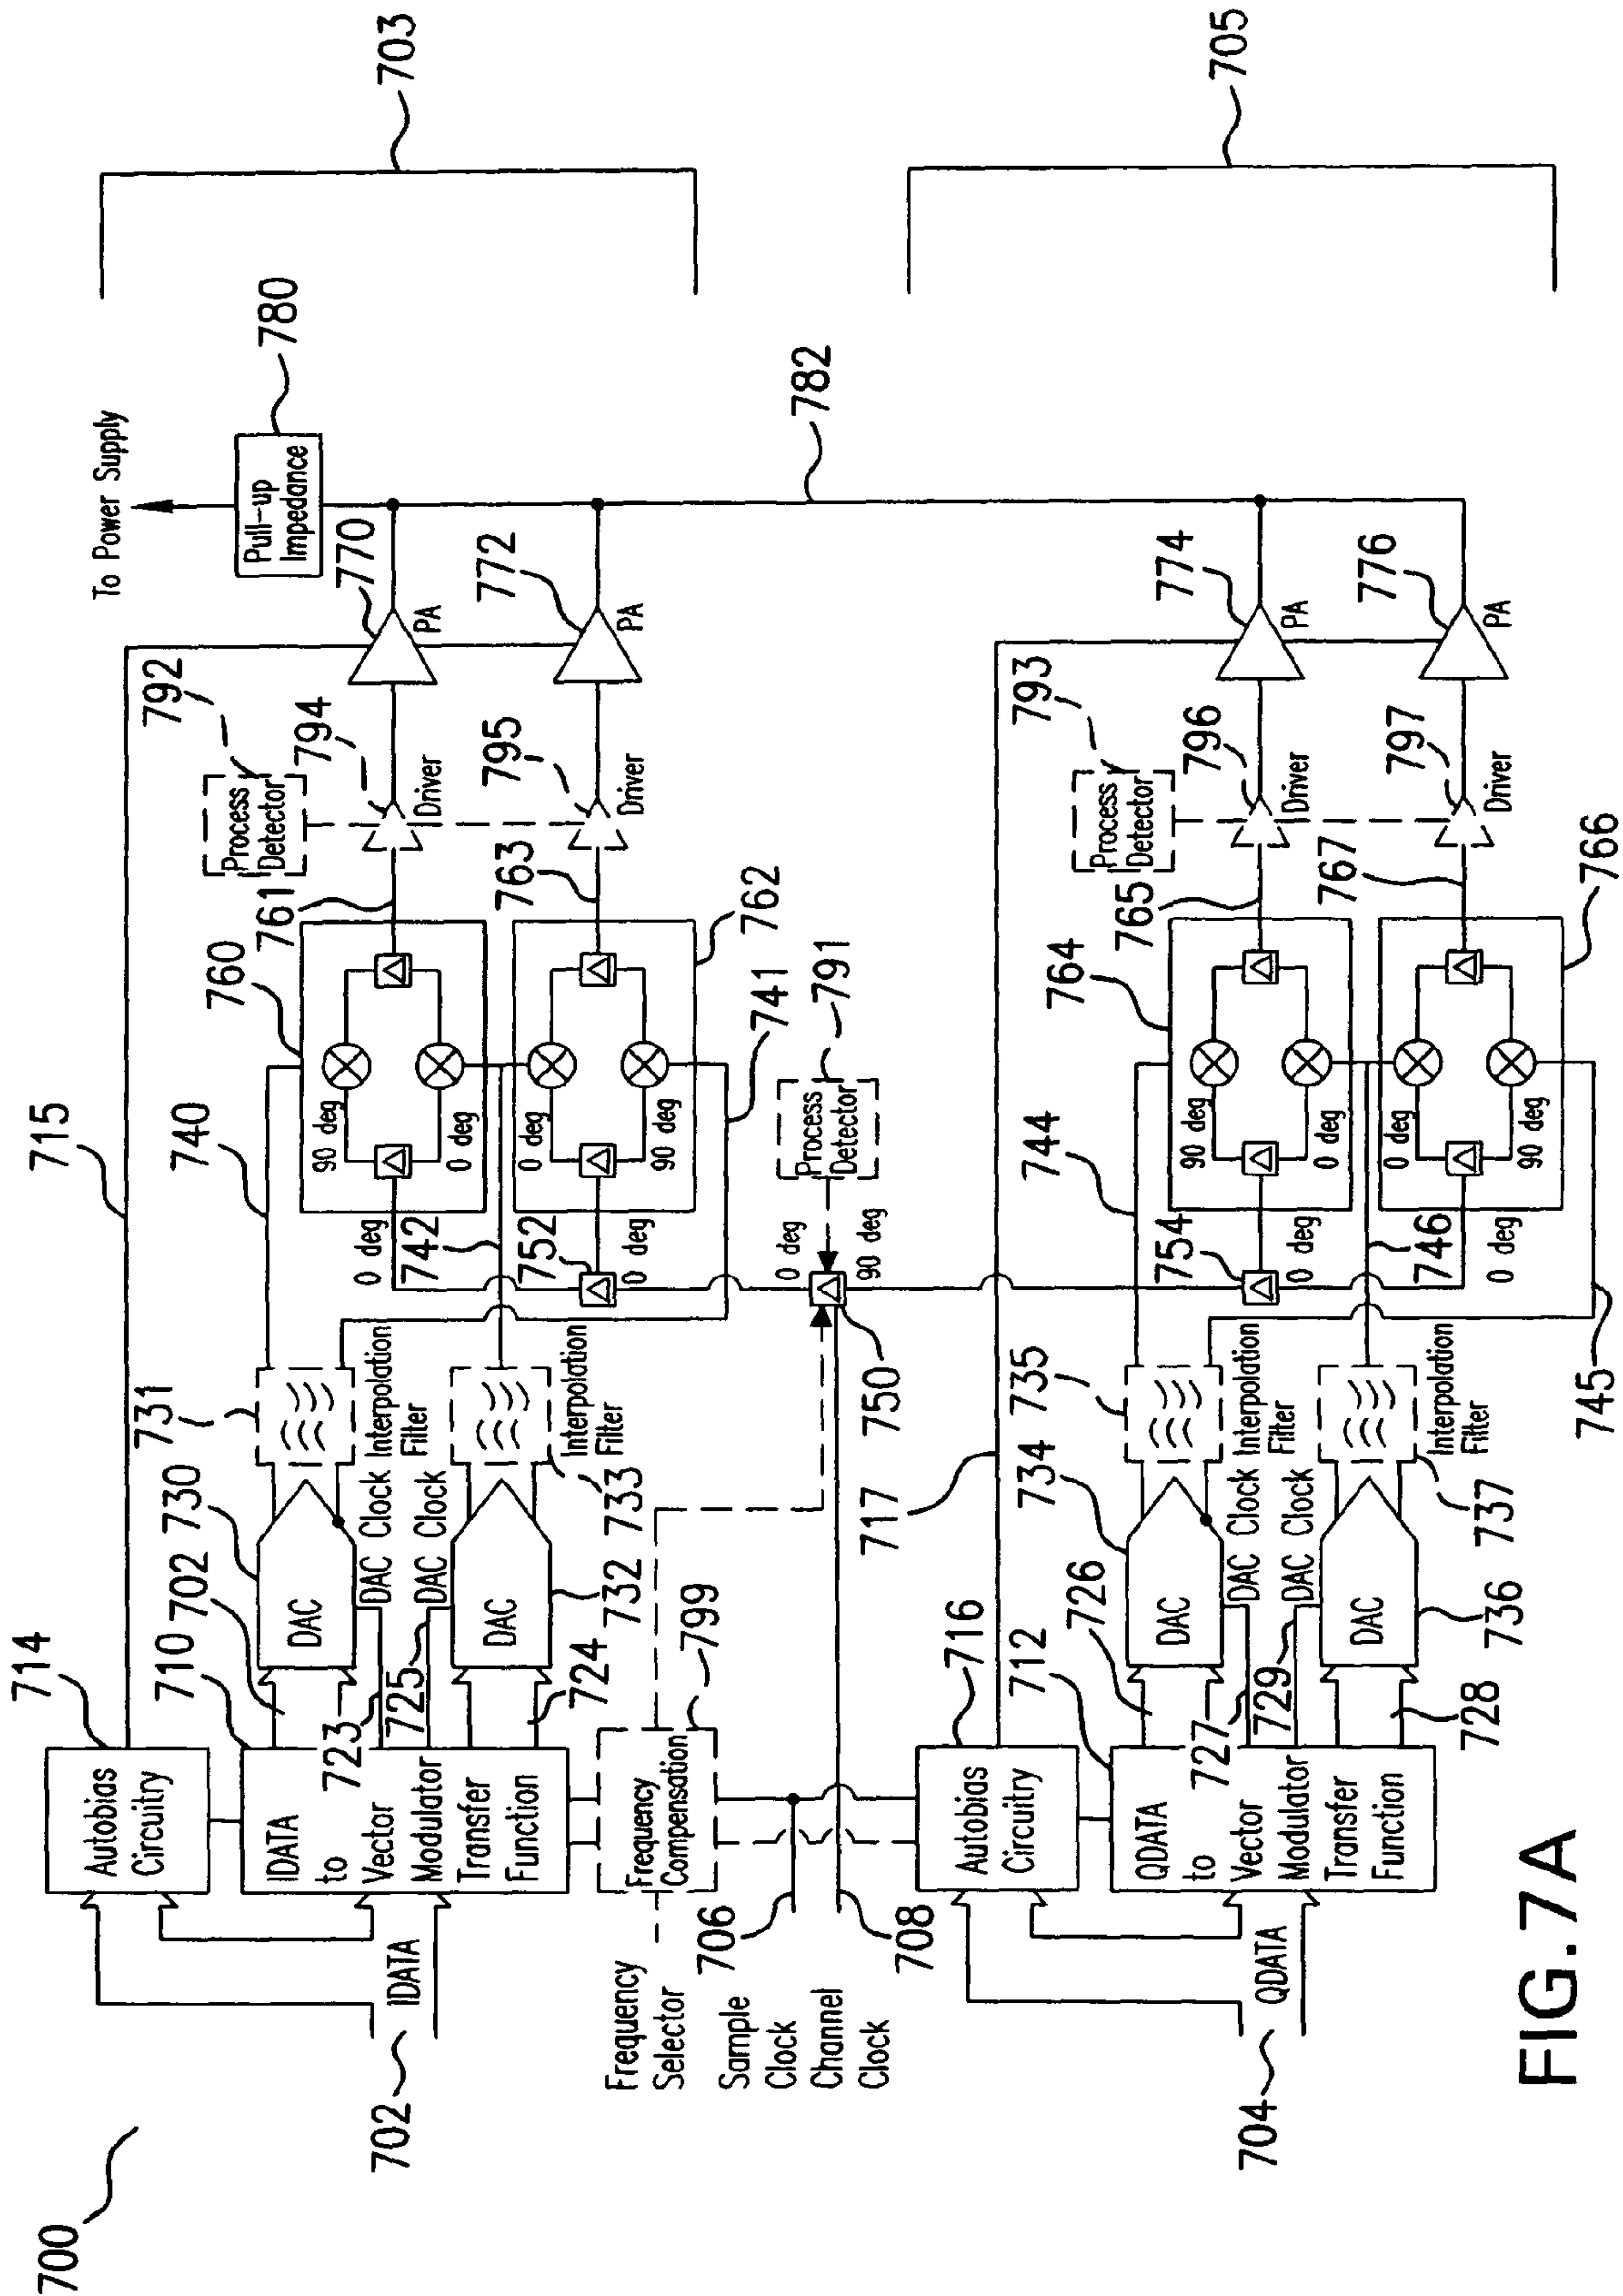 700
702
IDATA
714
Autobias
Circuitry
710
IDATA
to
Vector
Modulator
Transfer
Function
702
723
725
724
730
DAC
DAC Clock
DAC Clock
DAC
732
731
Interpolation
Filter
733
Interpolation
Filter
715
740
742
741
760
90 deg
0 deg
0 deg
90 deg
762
0 deg
752
0 deg
761
763
792
Process
Detector
794
Driver
795
Driver
770
PA
772
PA
To Power Supply
Pull-up
Impedance
780
782
703
Frequency
Selector
Frequency
Compensation
799
Sample
Clock
706
Channel
Clock
708
750
0 deg
90 deg
Process
Detector
791
704
QDATA
716
Autobias
Circuitry
712
QDATA
to
Vector
Modulator
Transfer
Function
726
727
729
728
717
734
DAC
DAC Clock
DAC Clock
DAC
736
735
Interpolation
Filter
737
Interpolation
Filter
744
746
745
754
0 deg
0 deg
764
90 deg
0 deg
0 deg
90 deg
766
765
767
793
Process
Detector
796
Driver
797
Driver
774
PA
776
PA
705
FIG.7A